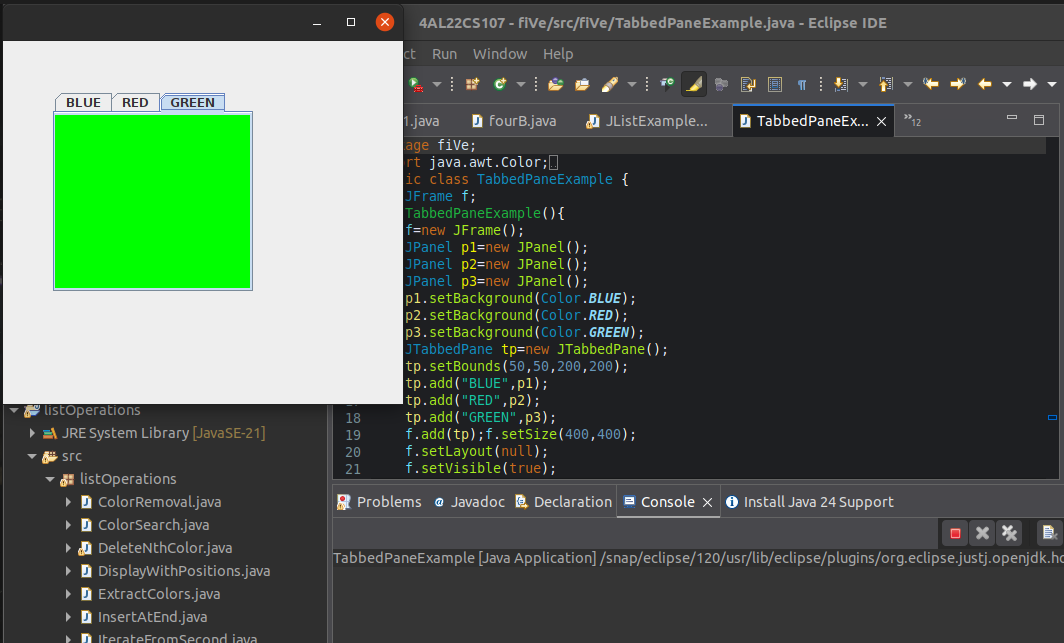 4AL22CS107 - fiVe/src/fiVe/TabbedPaneExample.java - Eclipse IDE
ct Run Window Help
1.java fourB.java JListExample... TabbedPaneEx... »12
BLUE RED GREEN
age fiVe;
rt java.awt.Color;
ic class TabbedPaneExample {
JFrame f;
TabbedPaneExample(){
f=new JFrame();
JPanel p1=new JPanel();
JPanel p2=new JPanel();
JPanel p3=new JPanel();
p1.setBackground(Color.BLUE);
p2.setBackground(Color.RED);
p3.setBackground(Color.GREEN);
JTabbedPane tp=new JTabbedPane();
tp.setBounds(50,50,200,200);
tp.add("BLUE",p1);
tp.add("RED",p2);
18 tp.add("GREEN",p3);
19 f.add(tp);f.setSize(400,400);
20 f.setLayout(null);
21 f.setVisible(true);
listOperations
JRE System Library [JavaSE-21]
src
listOperations
ColorRemoval.java
ColorSearch.java
DeleteNthColor.java
DisplayWithPositions.java
ExtractColors.java
InsertAtEnd.java
IterateFromSecond.java
Problems Javadoc Declaration Console Install Java 24 Support
TabbedPaneExample [Java Application] /snap/eclipse/120/usr/lib/eclipse/plugins/org.eclipse.justj.openjdk.ho